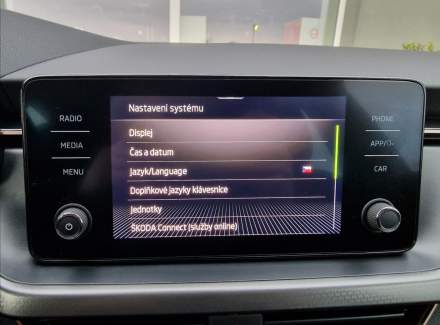 Nastavení systému
RADIO
MEDIA
MENU
Displej
Čas a datum
Jazyk/Language
Doplňkové jazyky klávesnice
Jednotky
ŠKODA Connect (služby online)
PHONE
APP/
CAR